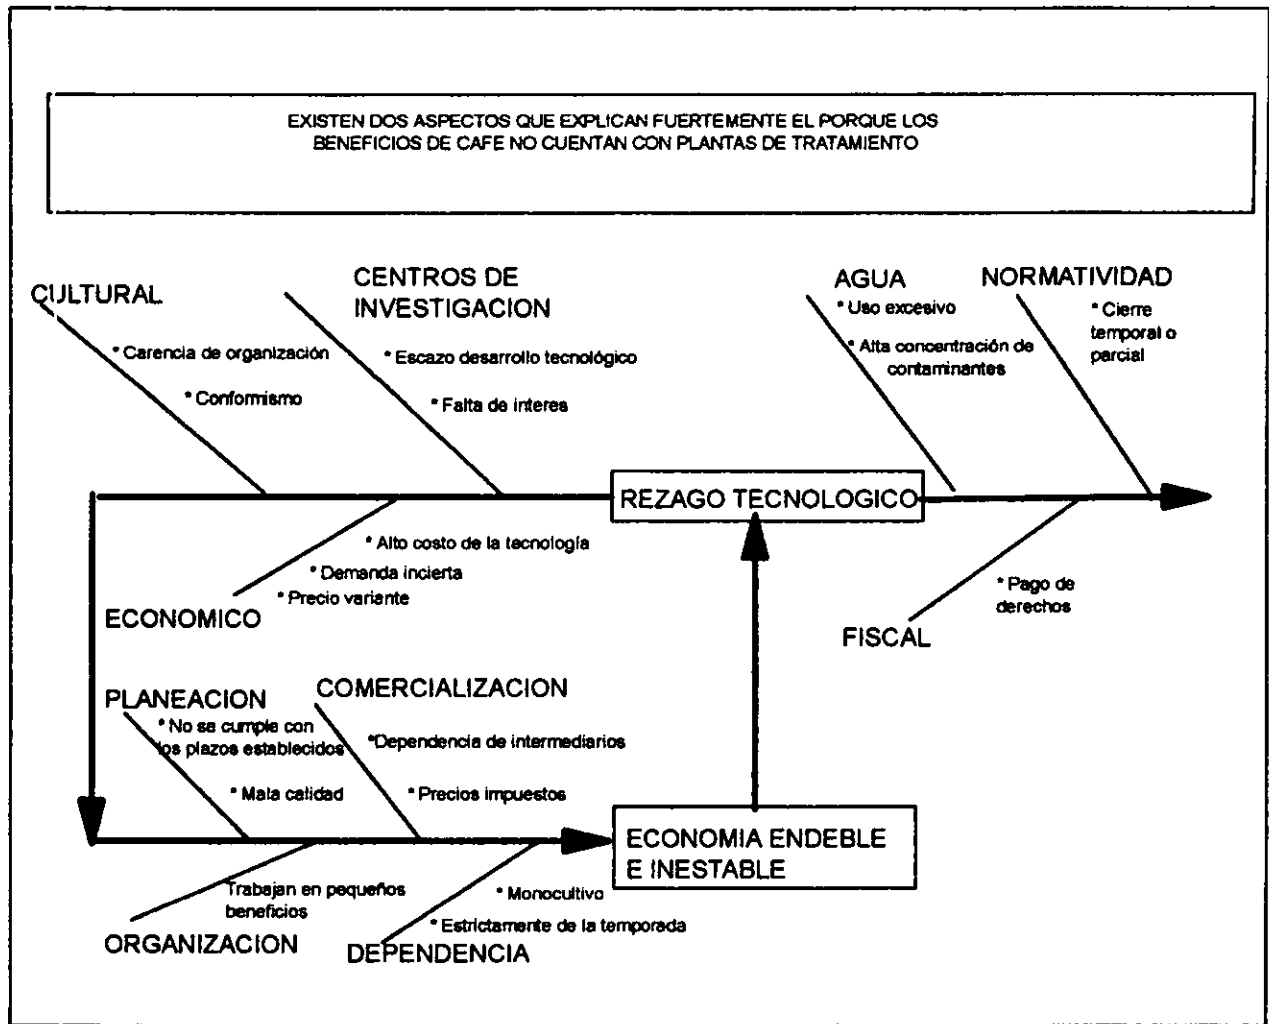 EXISTEN DOS ASPECTOS QUE EXPLICAN FUERTEMENTE EL PORQUE LOS
BENEFICIOS DE CAFE NO CUENTAN CON PLANTAS DE TRATAMIENTO
CULTURAL
* Carencia de organización
* Conformismo
CENTROS DE
INVESTIGACION
* Escazo desarrollo tecnológico
* Falta de interes
AGUA
* Uso excesivo
* Alta concentración de
contaminantes
NORMATIVIDAD
* Cierre
temporal o
parcial
REZAGO TECNOLOGICO
* Alto costo de la tecnología
* Demanda incierta
* Precio variante
ECONOMICO
* Pago de
derechos
FISCAL
PLANEACION
* No se cumple con
los plazos establecidos
* Mala calidad
COMERCIALIZACION
*Dependencia de intermediarios
* Precios impuestos
ECONOMIA ENDEBLE
E INESTABLE
Trabajan en pequeños
beneficios
ORGANIZACION
* Monocultivo
* Estrictamente de la temporada
DEPENDENCIA